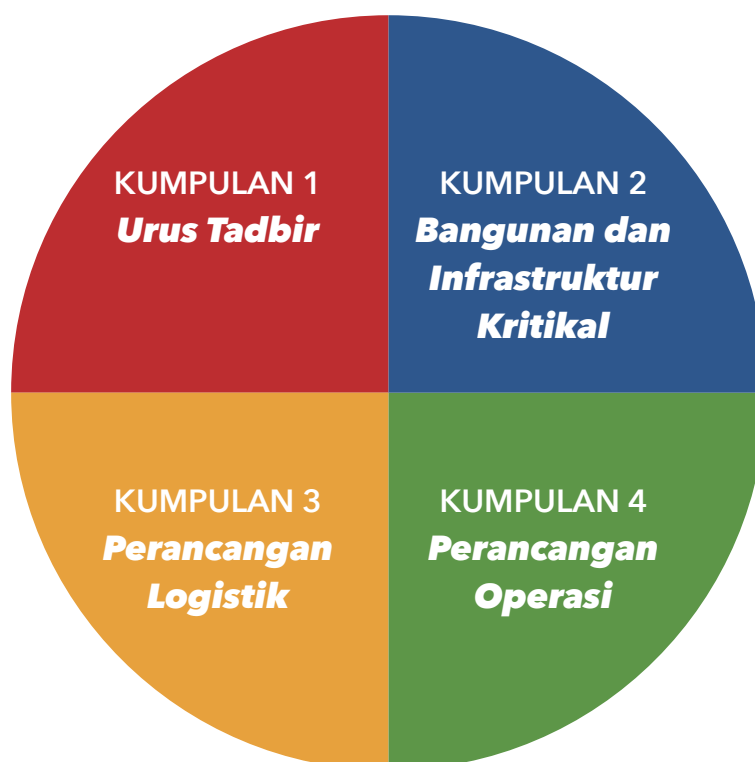 KUMPULAN 1
Urus Tadbir
KUMPULAN 2
Bangunan dan
Infrastruktur
Kritikal
KUMPULAN 3
Perancangan
Logistik
KUMPULAN 4
Perancangan
Operasi